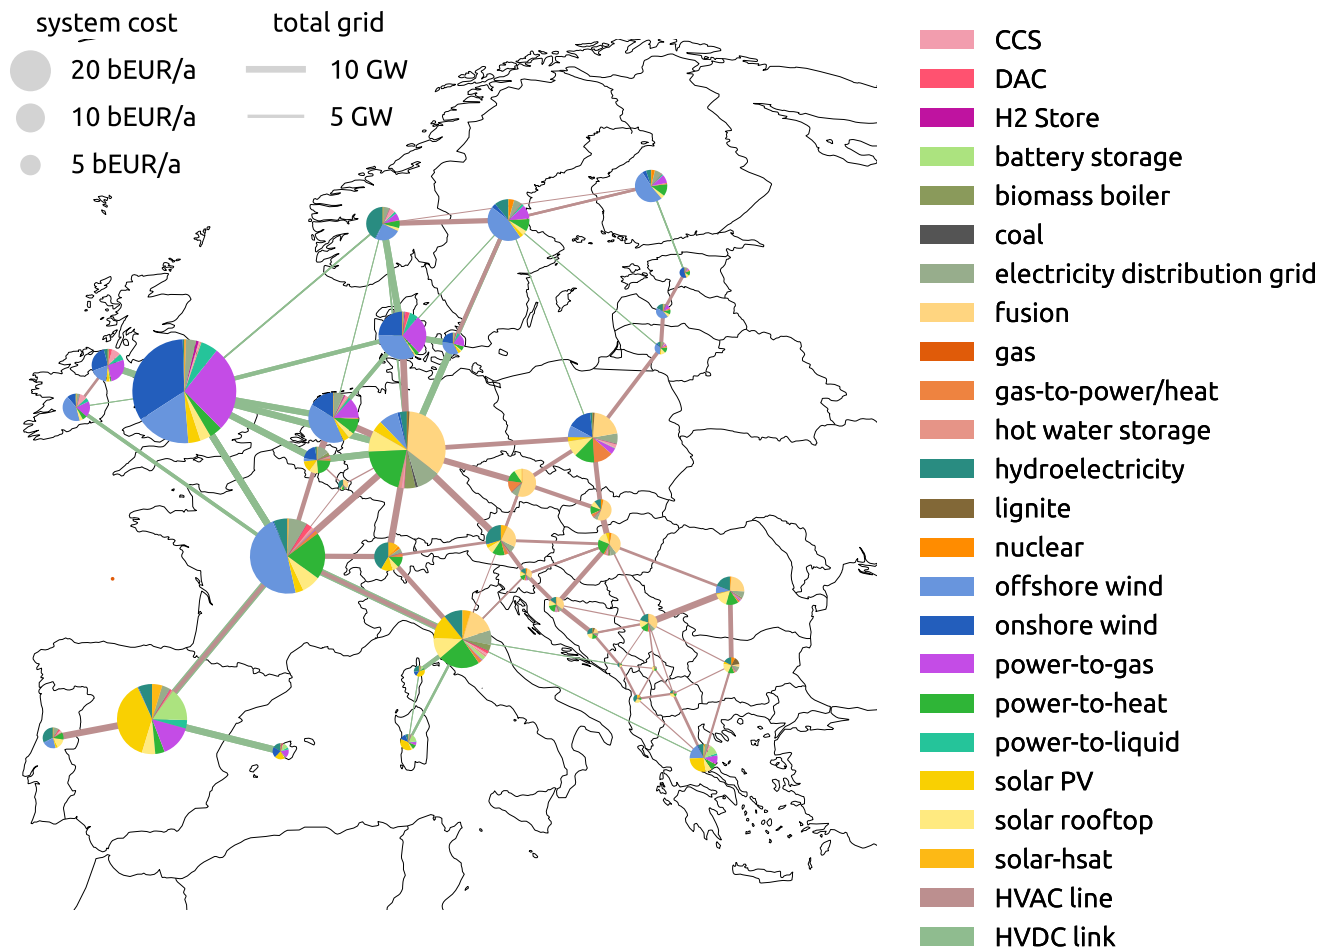 system cost
total grid
20 bEUR/a
10 GW
10 bEUR/a
5 GW
5 bEUR/a
CCS
DAC
H2 Store
battery storage
biomass boiler
coal
electricity distribution grid
fusion
gas
gas-to-power/heat
hot water storage
hydroelectricity
lignite
nuclear
offshore wind
onshore wind
power-to-gas
power-to-heat
power-to-liquid
solar PV
solar rooftop
solar-hsat
HVAC line
HVDC link